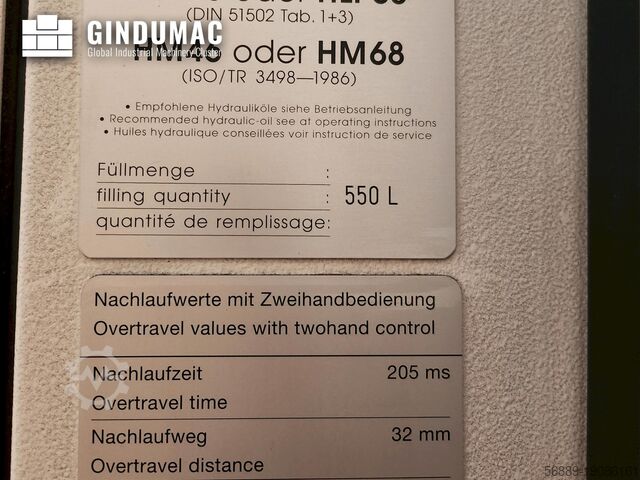 GINDUMAC
Global Industrial Machinery Cluster
oder
(DIN 51502 Tab. 1+3)
oder HM68
(ISO/TR 3498—1986)
• Empfohlene Hydrauliköle siehe Betriebsanleitung
• Recommended hydraulic-oil see at operating instructions
• Huiles hydraulique conseillées voir instruction de service
Füllmenge :
filling quantity : 550 L
quantité de remplissage:
Nachlaufwerte mit Zweihandbedienung
Overtravel values with twohand control
Nachlaufzeit 205 ms
Overtravel time
Nachlaufweg 32 mm
Overtravel distance